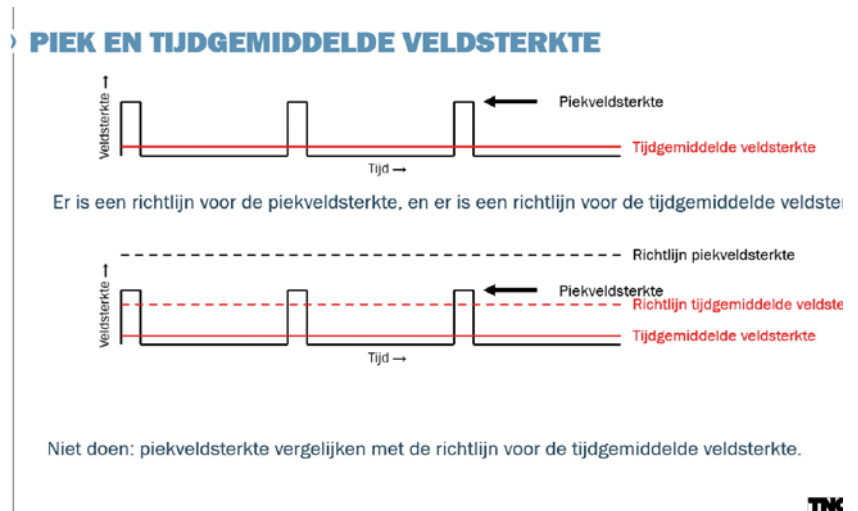 PIEK EN TIJDGEMIDDELDE VELDSTERKTE
Veldsterkte →
Piekveldsterkte
Tijdgemiddelde veldsterkte
Tijd →
Er is een richtlijn voor de piekveldsterkte, en er is een richtlijn voor de tijdgemiddelde veldster
Richtlijn piekveldsterkte
Veldsterkte →
Piekveldsterkte
Richtlijn tijdgemiddelde veldste
Tijdgemiddelde veldsterkte
Tijd →
Niet doen: piekveldsterkte vergelijken met de richtlijn voor de tijdgemiddelde veldsterkte.
TNO